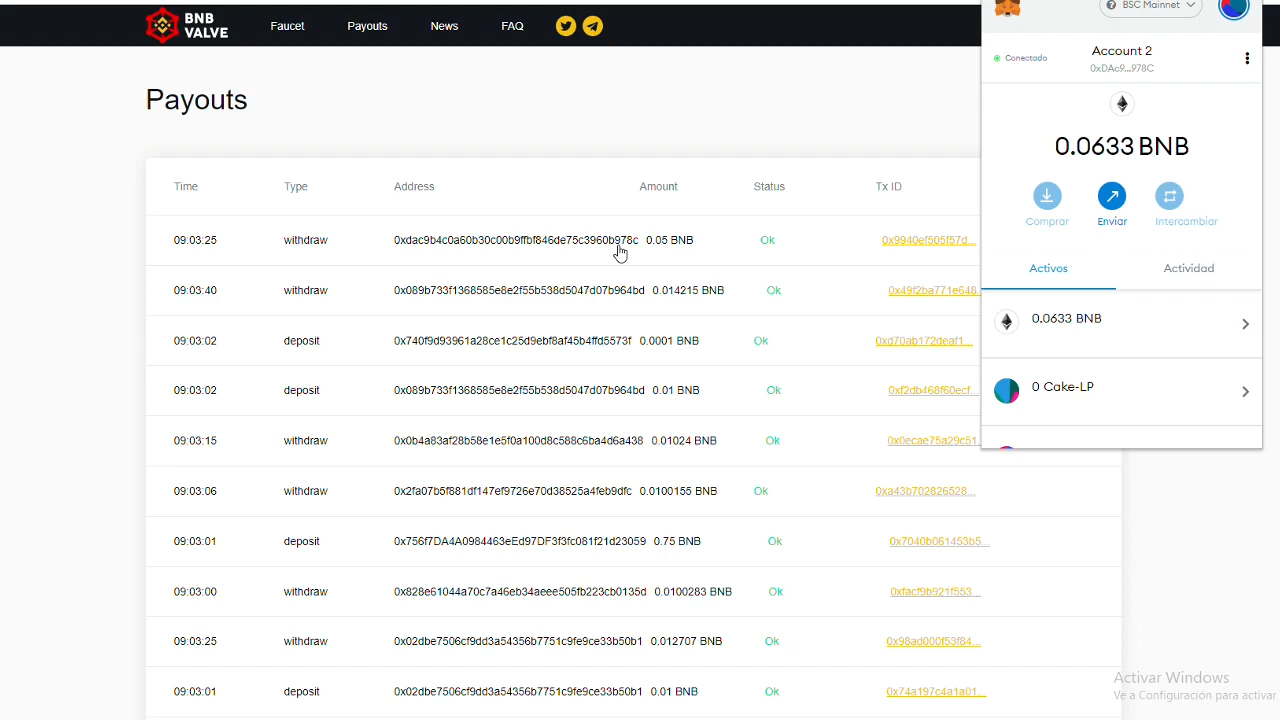 BNB VALVE Faucet Payouts News FAQ
BSC Mainnet
Conectado Account 2
0xDAc9...978C
Payouts
0.0633 BNB
Comprar Enviar Intercambiar
Activos Actividad
0.0633 BNB
0 Cake-LP
Time Type Address Amount Status Tx ID
09:03:25 withdraw 0xdac9b4c0a60b30c00b9ffbf846de75c3960b978c 0.05 BNB Ok 0x9940ef505f57d...
09:03:40 withdraw 0x089b733f1368585e8e2f55b538d5047d07b964bd 0.014215 BNB Ok 0x49f2ba771e648
09:03:02 deposit 0x740f9d93961a28ce1c25d9ebf8af45b4ffd5573f 0.0001 BNB Ok 0xd70ab172deaf1...
09:03:02 deposit 0x089b733f1368585e8e2f55b538d5047d07b964bd 0.01 BNB Ok 0xf2db468f60ecf...
09:03:15 withdraw 0x0b4a83af28b58e1e5f0a100d8c588c6ba4d6a438 0.01024 BNB Ok 0x0ecae75a29c51
09:03:06 withdraw 0x2fa07b5f881df147ef9726e70d38525a4feb9dfc 0.0100155 BNB Ok 0xa43b702826528...
09:03:01 deposit 0x756f7DA4A0984463eEd97DF3f3fc081f21d23059 0.75 BNB Ok 0x7040b061453b5...
09:03:00 withdraw 0x828e61044a70c7a46eb34aeee505fb223cb0135d 0.0100283 BNB Ok 0xfacf9b921f553...
09:03:25 withdraw 0x02dbe7506cf9dd3a54356b7751c9fe9ce33b50b1 0.012707 BNB Ok 0x98ad000f53f84...
09:03:01 deposit 0x02dbe7506cf9dd3a54356b7751c9fe9ce33b50b1 0.01 BNB Ok 0x74a197c4a1a01...
Activar Windows
Ve a Configuración para activar